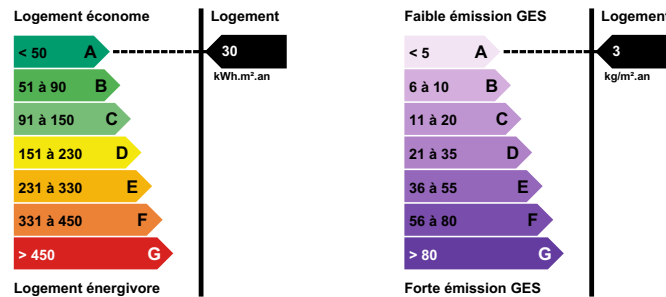 Logement économe
Logement
< 50 A
30
kWh.m².an
51 à 90 B
91 à 150 C
151 à 230 D
231 à 330 E
331 à 450 F
> 450 G
Logement énergivore
Faible émission GES
Logement
< 5 A
3
kg/m².an
6 à 10 B
11 à 20 C
21 à 35 D
36 à 55 E
56 à 80 F
> 80 G
Forte émission GES